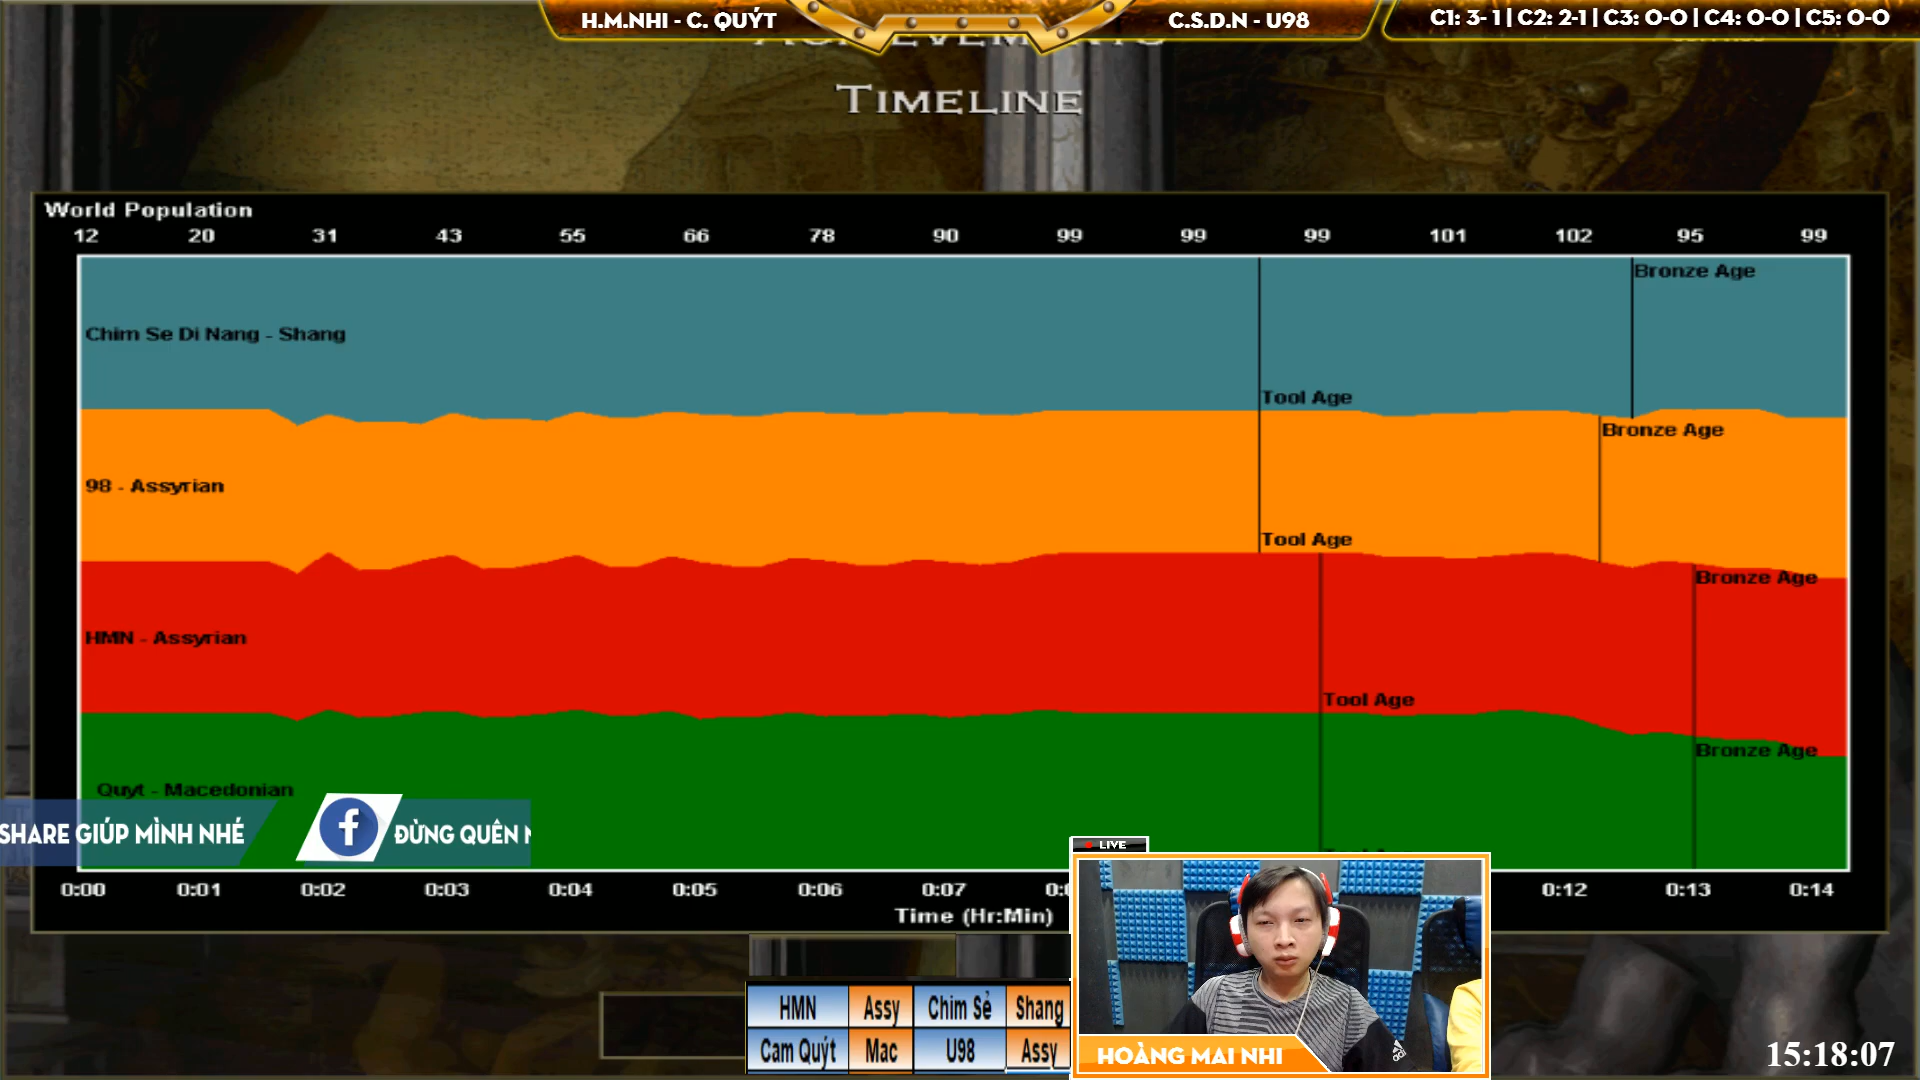 H.M.NHI - C. QUÝT
C.S.D.N - U98
C1: 3-1 | C2: 2-1 | C3: 0-0 | C4: 0-0 | C5: 0-0
ACHIEVEMENTS
TIMELINE
World Population
12 20 31 43 55 66 78 90 99 99 99 101 102 95 99
Bronze Age
Chim Se Di Nang - Shang
Tool Age
Bronze Age
98 - Assyrian
Tool Age
Bronze Age
HMN - Assyrian
Tool Age
Bronze Age
Quyt - Macedonian
SHARE GIÚP MÌNH NHÉ
f ĐỪNG QUÊN
LIVE
0:00 0:01 0:02 0:03 0:04 0:05 0:06 0:07 0:12 0:13 0:14
Time (Hr:Min)
HMN Assy Chim Sẻ Shang
Cam Quýt Mac U98 Assy
HOÀNG MAI NHI
15:18:07